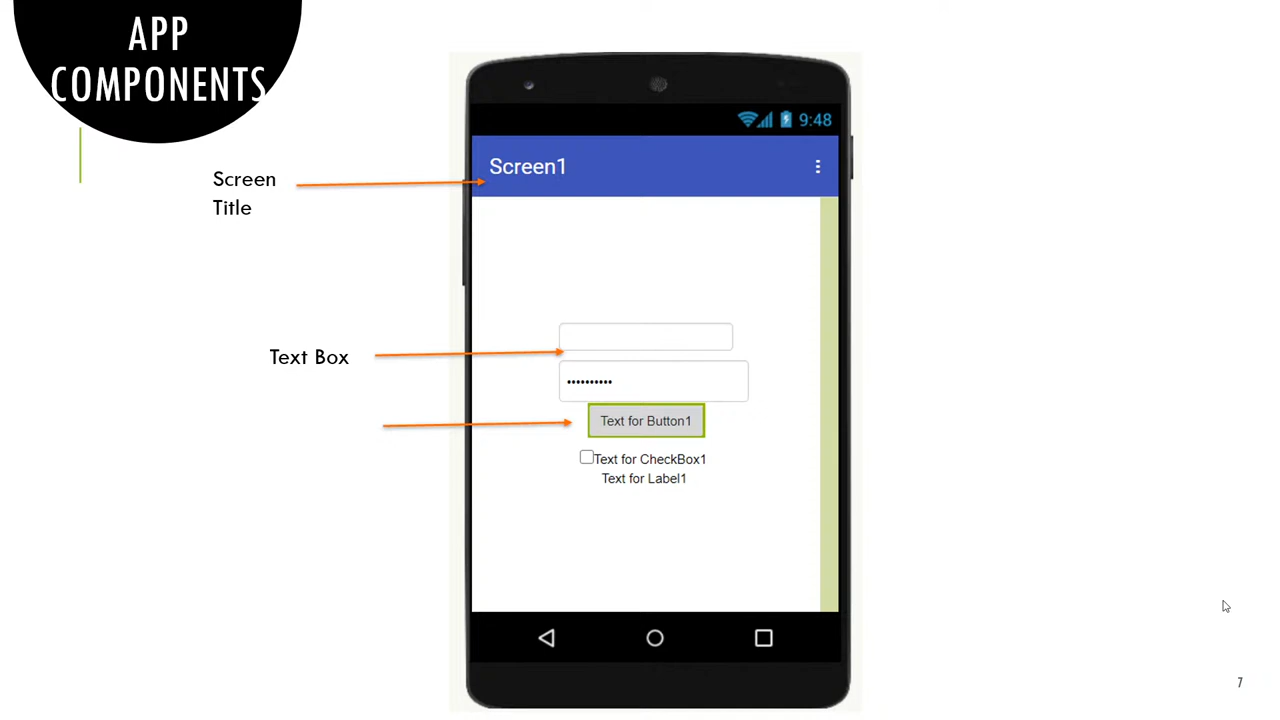 APP
COMPONENTS
9:48
Screen1
Screen
Title
Text Box
••••••••••
Text for Button1
Text for CheckBox1
Text for Label1
7